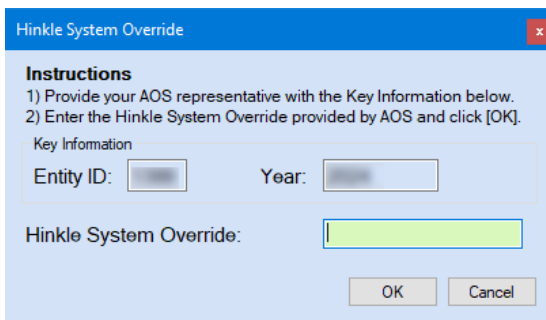 Hinkle System Override
x
Instructions
1) Provide your AOS representative with the Key Information below.
2) Enter the Hinkle System Override provided by AOS and click [OK].
Key Information
Entity ID: Year:
Hinkle System Override:
OK Cancel